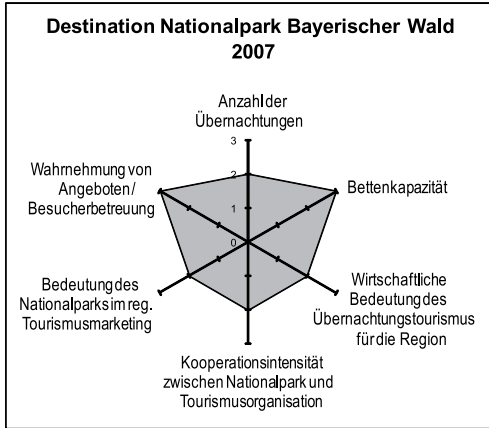 Destination Nationalpark Bayerischer Wald
2007
Anzahl der
Übernachtungen
3
2
1
0
Wahrnehmung von
Angeboten/
Besucherbetreuung
Bettenkapazität
Bedeutung des
Nationalparks im reg.
Tourismusmarketing
Wirtschaftliche
Bedeutung des
Übernachtungstourismus
für die Region
Kooperationsintensität
zwischen Nationalpark und
Tourismusorganisation